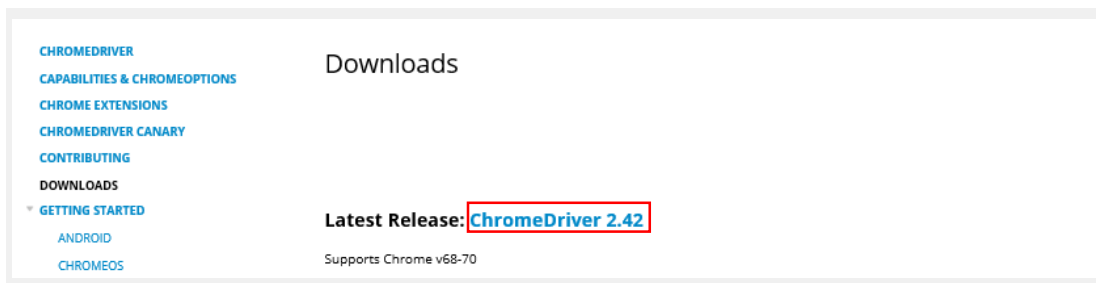 CHROMEDRIVER
CAPABILITIES & CHROMEOPTIONS
CHROME EXTENSIONS
CHROMEDRIVER CANARY
CONTRIBUTING
DOWNLOADS
GETTING STARTED
ANDROID
CHROMEOS
Downloads
Latest Release: ChromeDriver 2.42
Supports Chrome v68-70